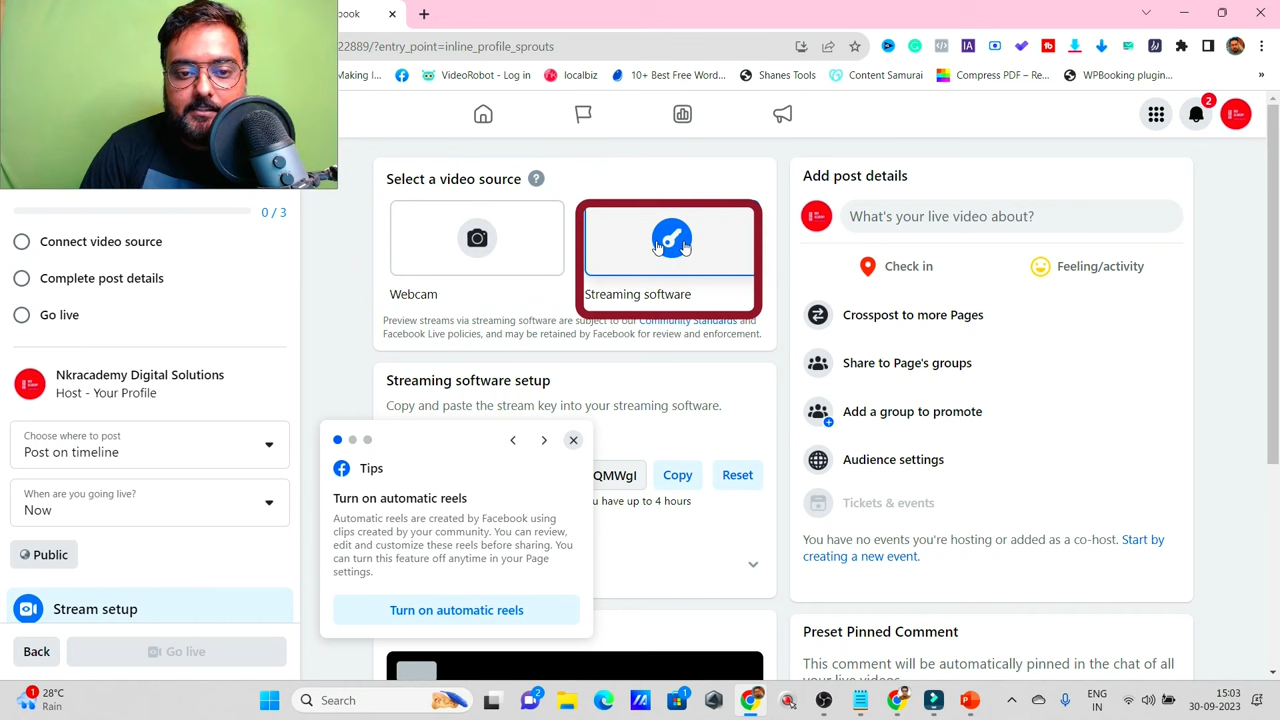 book
22889/?entry_point=inline_profile_sprouts
Making I...
VideoRobot - Log in
localbiz
10+ Best Free Word...
Shanes Tools
Content Samurai
Compress PDF – Re...
WPBooking plugin...
»
IA
2
0 / 3
Connect video source
Complete post details
Go live
Nkracademy Digital Solutions
Host - Your Profile
Choose where to post
Post on timeline
When are you going live?
Now
Public
Stream setup
Back
Go live
Select a video source ?
Webcam
Streaming software
Preview streams via streaming software are subject to our Community Standards and
Facebook Live policies, and may be retained by Facebook for review and enforcement.
Streaming software setup
Copy and paste the stream key into your streaming software.
QMWgI
Copy
Reset
u have up to 4 hours
Tips
Turn on automatic reels
Automatic reels are created by Facebook using
clips created by your community. You can review,
edit and customize these reels before sharing. You
can turn this feature off anytime in your Page
settings.
Turn on automatic reels
Add post details
What's your live video about?
Check in
Feeling/activity
Crosspost to more Pages
Share to Page's groups
Add a group to promote
Audience settings
Tickets & events
You have no events you're hosting or added as a co-host. Start by
creating a new event.
Preset Pinned Comment
This comment will be automatically pinned in the chat of all
your live videos.
1
28°C
Rain
Search
2
1
ENG
IN
15:03
30-09-2023